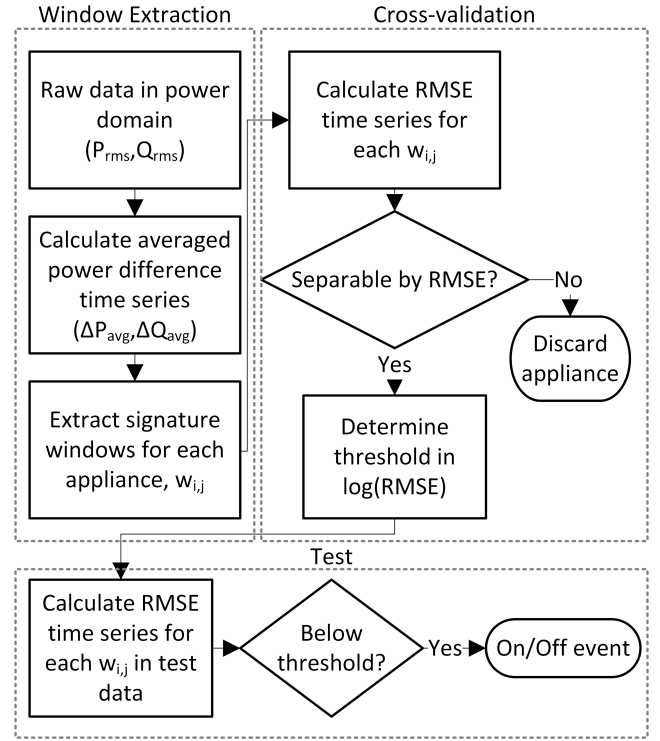 Window Extraction
Raw data in power
domain
(Prms,Qrms)
Calculate averaged
power difference
time series
(ΔPavg,ΔQavg)
Extract signature
windows for each
appliance, wi,j
Cross-validation
Calculate RMSE
time series for
each wi,j
Separable by RMSE?
No
Discard
appliance
Yes
Determine
threshold in
log(RMSE)
Test
Calculate RMSE
time series for
each wi,j in test
data
Below
threshold?
Yes
On/Off event